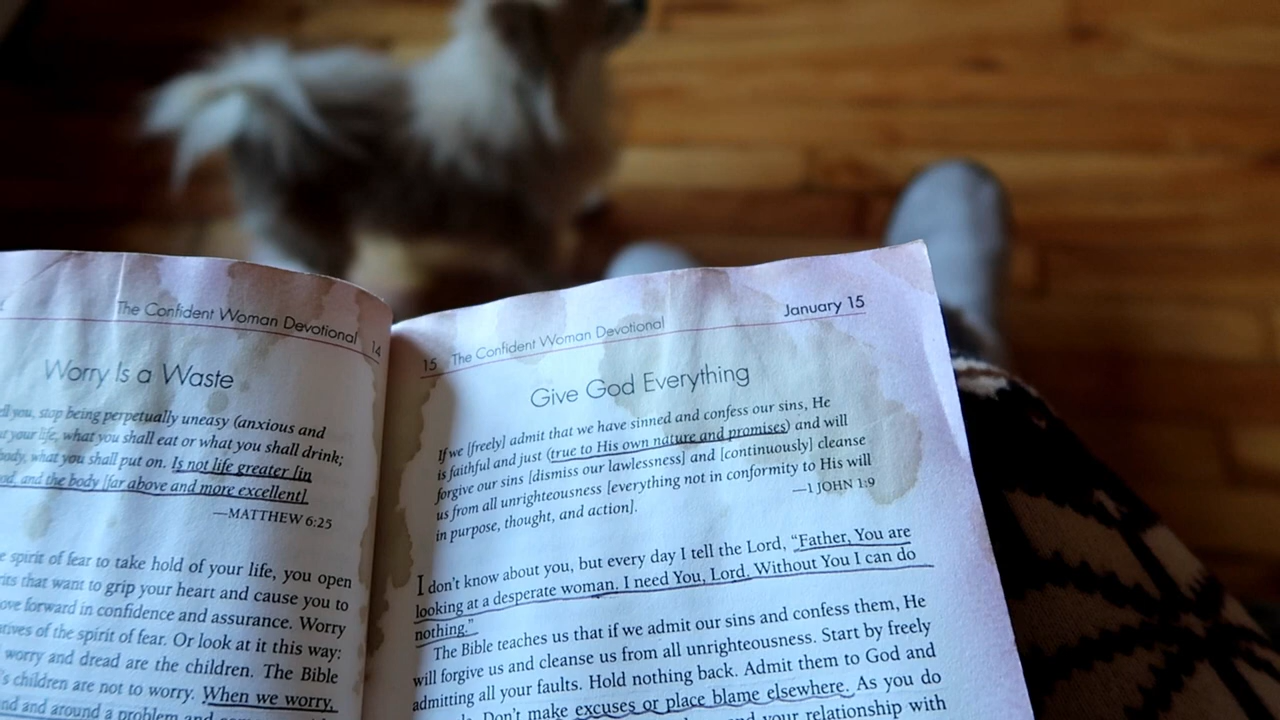 The Confident Woman Devotional 14
Worry Is a Waste
you, stop being perpetually uneasy (anxious and
your life, what you shall eat or what you shall drink;
body, what you shall put on. Is not life greater [in
and the body [far above and more excellent]
—MATTHEW 6:25
spirit of fear to take hold of your life, you open
that want to grip your heart and cause you to
forward in confidence and assurance. Worry
of the spirit of fear. Or look at it this way:
worry and dread are the children. The Bible
children are not to worry. When we worry,
and around a problem and
15 The Confident Woman Devotional January 15
Give God Everything
If we [freely] admit that we have sinned and confess our sins, He
is faithful and just (true to His own nature and promises) and will
forgive our sins [dismiss our lawlessness] and [continuously] cleanse
us from all unrighteousness [everything not in conformity to His will
in purpose, thought, and action].
—1 JOHN 1:9
I don't know about you, but every day I tell the Lord, “Father, You are
looking at a desperate woman. I need You, Lord. Without You I can do
nothing.”
The Bible teaches us that if we admit our sins and confess them, He
will forgive us and cleanse us from all unrighteousness. Start by freely
admitting all your faults. Hold nothing back. Admit them to God and
Don't make excuses or place blame elsewhere. As you do
your relationship with